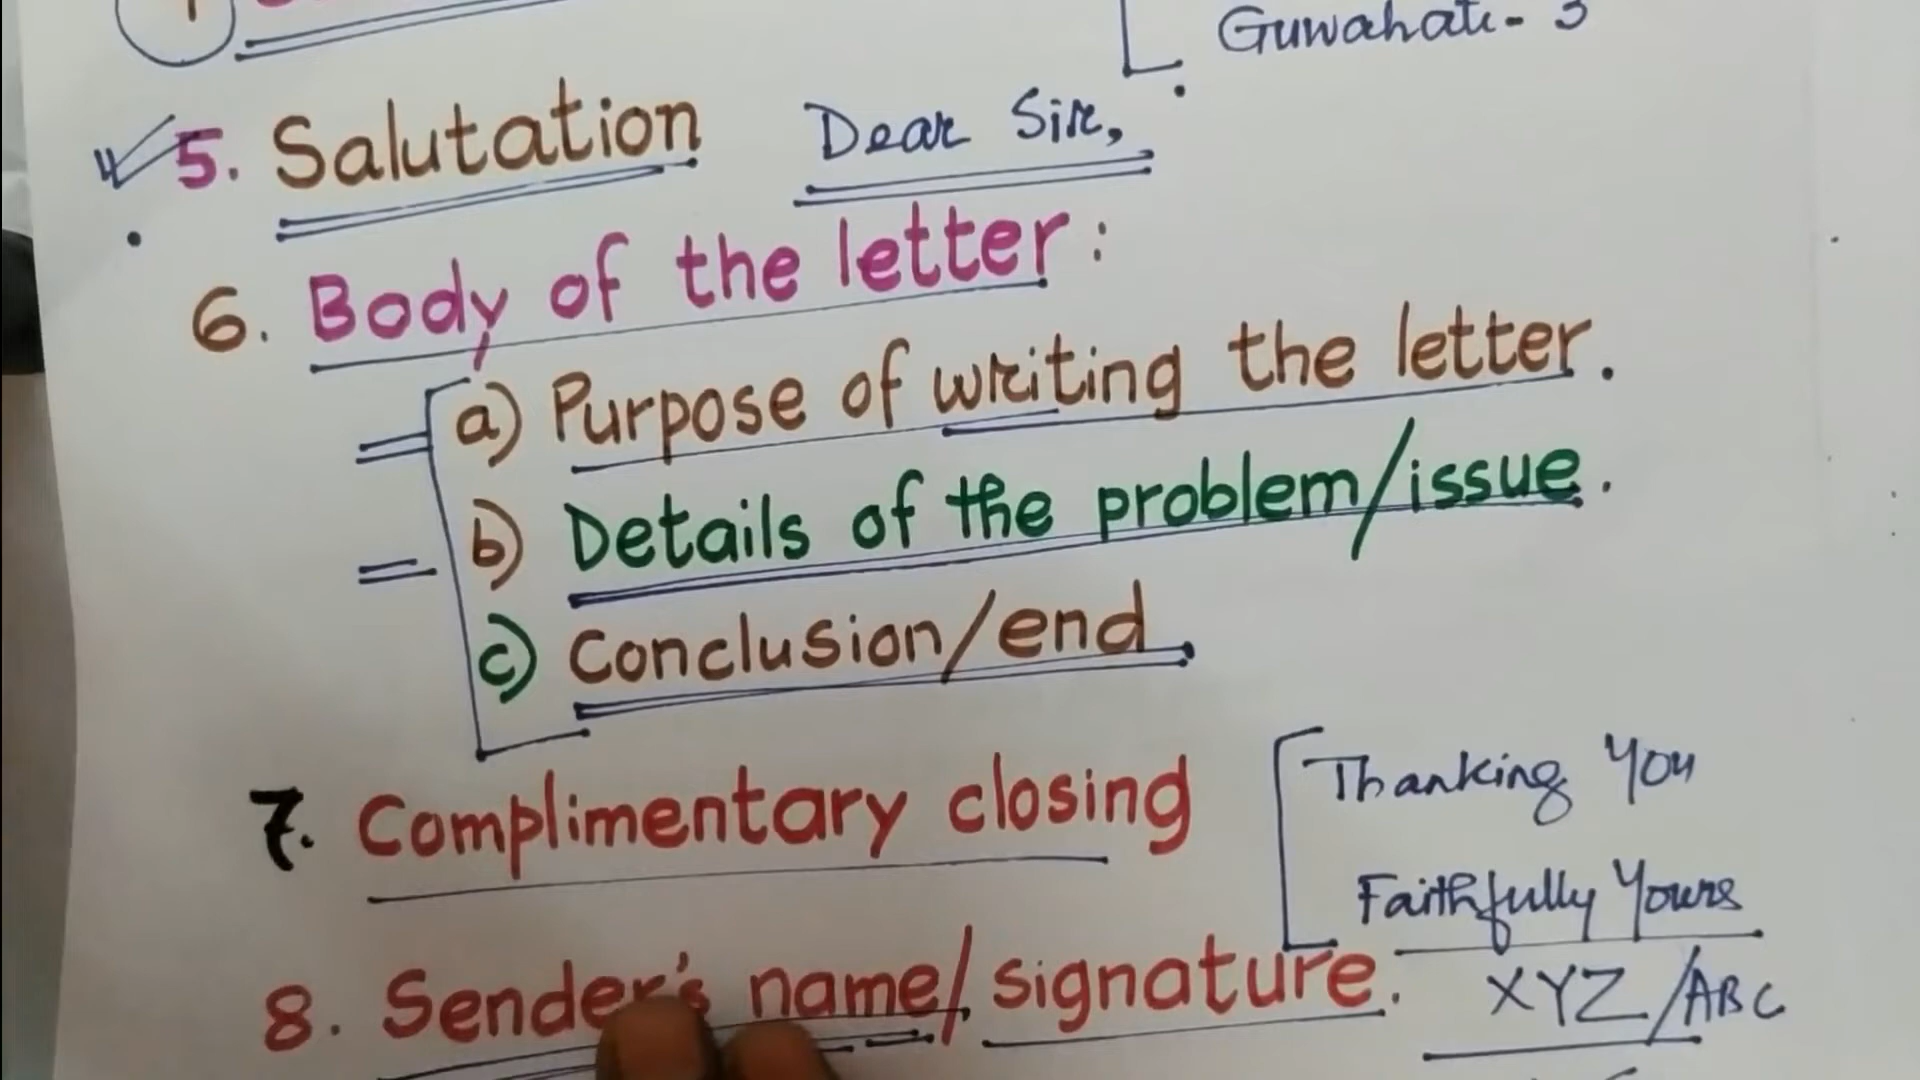 Guwahati - 3
5. Salutation Dear Sir,
6. Body of the letter:
a) Purpose of writing the letter.
b) Details of the problem/issue.
c) Conclusion/end.
7. Complimentary closing
Thanking You
Faithfully Yours
8. Sender's name/signature.
XYZ/ABC